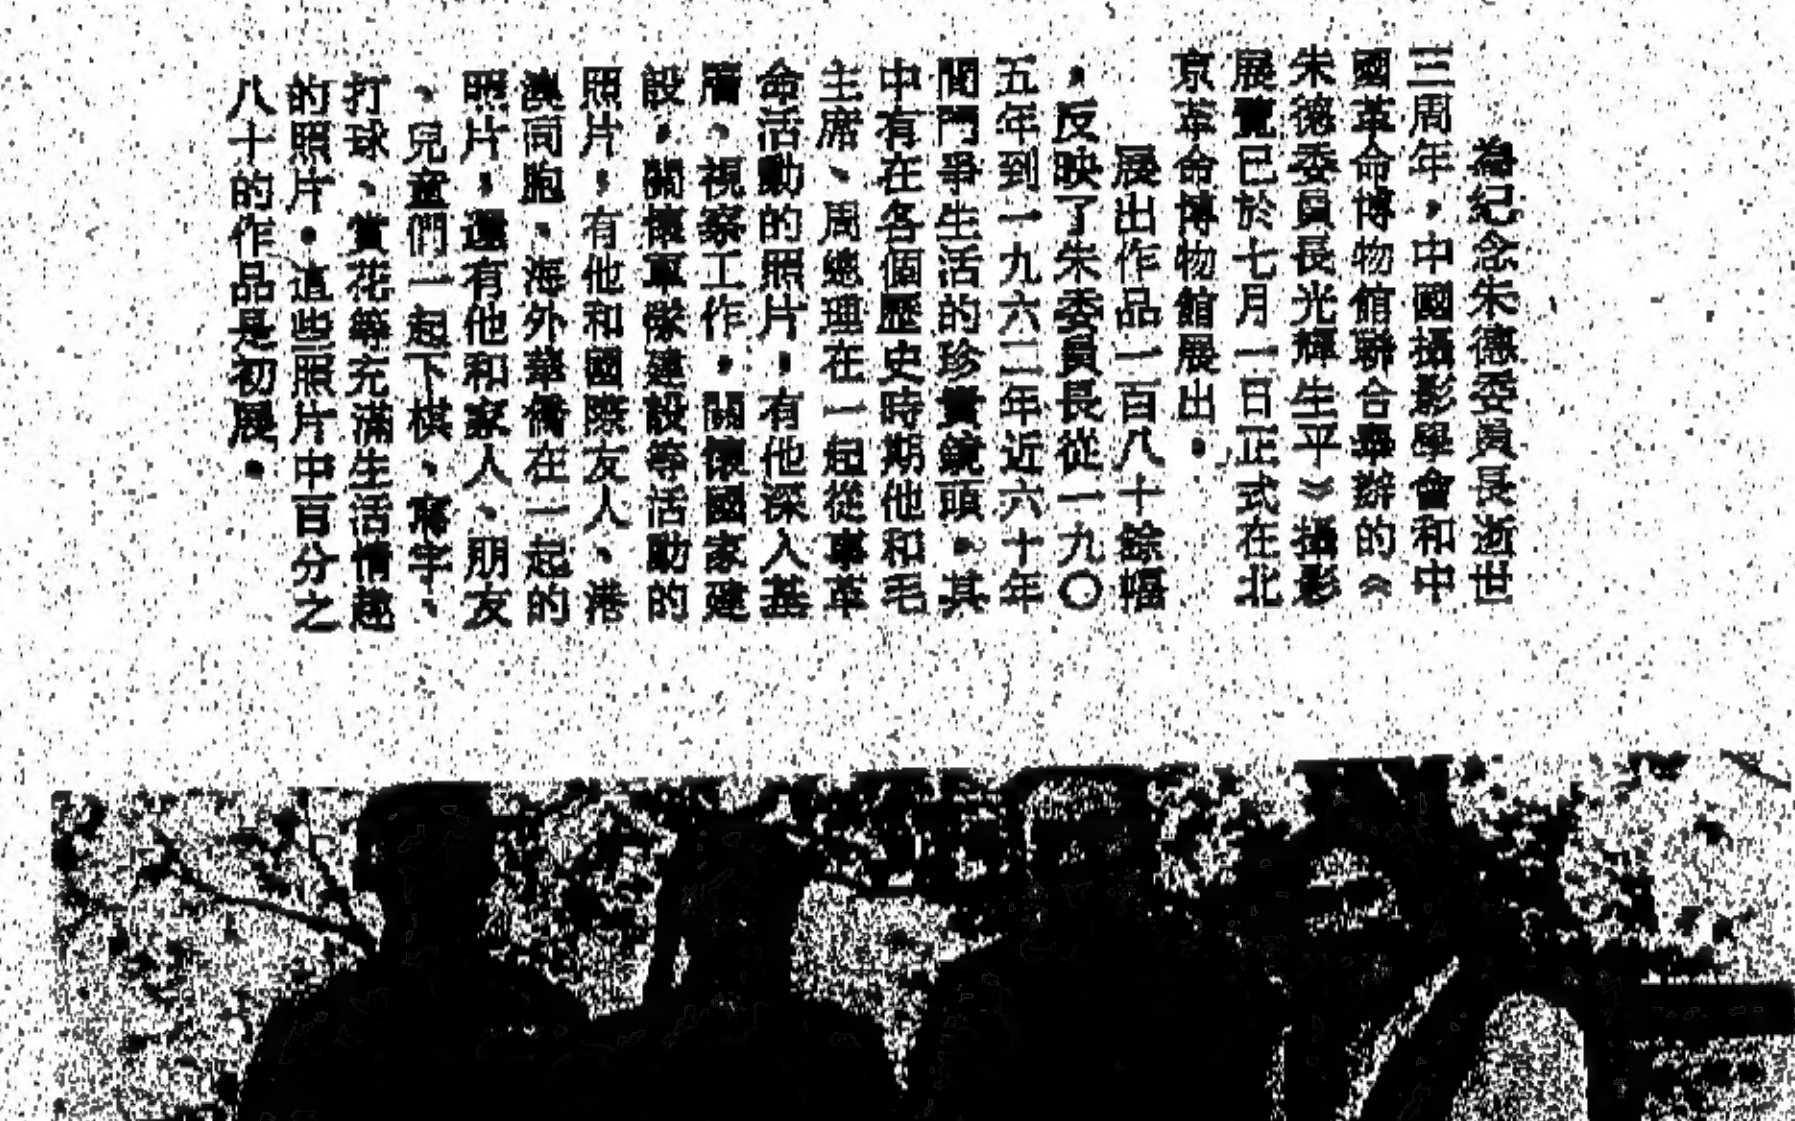 為紀念朱德委員長逝世
三周年，中國攝影學會和中
國革命博物館聯合舉辦的《
朱德委員長光輝生平》攝影
展覽已於七月一日正式在北
京革命博物館展出。
展出作品一百八十餘幅
，反映了朱委員長從一九〇
五年到一九六二年近六十年
間鬥爭生活的珍貴鏡頭。其
中有在各個歷史時期他和毛
主席、周總理在一起從事革
命活動的照片，有他深入基
層、視察工作，關懷國家建
設，關懷軍隊建設等活動的
照片，有他和國際友人、港
澳同胞、海外華僑在一起的
照片，還有他和家人、朋友
、兒童們一起下棋、寫字、
打球、賞花等充滿生活情趣
的照片。這些照片中百分之
八十的作品是初展。